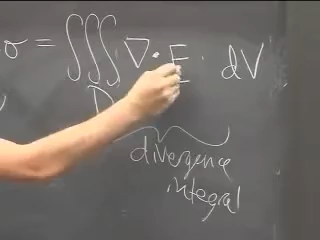 σ = ∭ ∇ · E · dV
D
divergence
integral